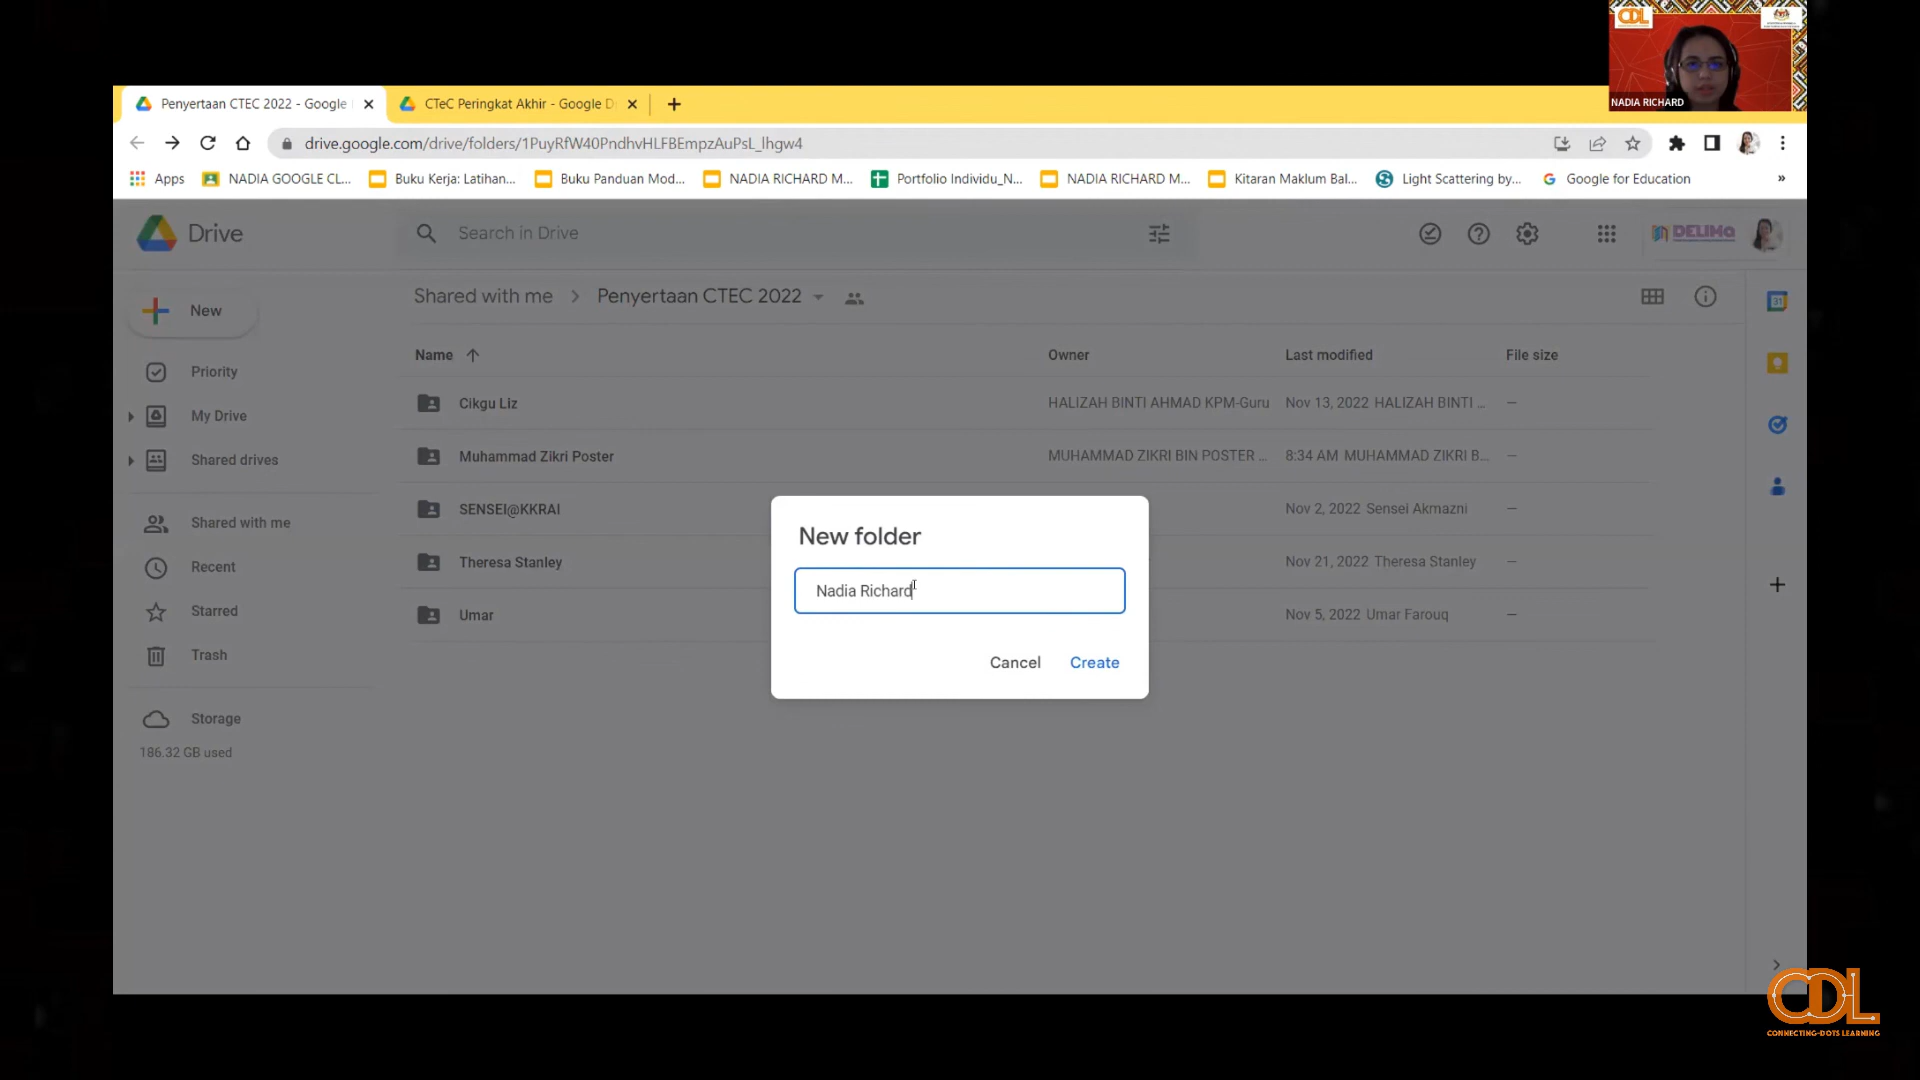 CDL
NADIA RICHARD
Penyertaan CTEC 2022 - Google
CTeC Peringkat Akhir - Google D
drive.google.com/drive/folders/1PuyRfW40PndhvHLFBEmpzAuPsL_lhgw4
Apps NADIA GOOGLE CL... Buku Kerja: Latihan... Buku Panduan Mod... NADIA RICHARD M... Portfolio Individu_N... NADIA RICHARD M... Kitaran Maklum Bal... Light Scattering by... Google for Education »
Drive Search in Drive DELIMa
New
Shared with me > Penyertaan CTEC 2022
Name Owner Last modified File size
Cikgu Liz HALIZAH BINTI AHMAD KPM-Guru Nov 13, 2022 HALIZAH BINTI ... —
Muhammad Zikri Poster MUHAMMAD ZIKRI BIN POSTER ... 8:34 AM MUHAMMAD ZIKRI B... —
SENSEI@KKRAI Nov 2, 2022 Sensei Akmazni —
Theresa Stanley Nov 21, 2022 Theresa Stanley —
Umar Nov 5, 2022 Umar Farouq —
Priority
My Drive
Shared drives
Shared with me
Recent
Starred
Trash
Storage
186.32 GB used
New folder
Nadia Richard
Cancel Create
31
CDL
CONNECTING-DOTS LEARNING